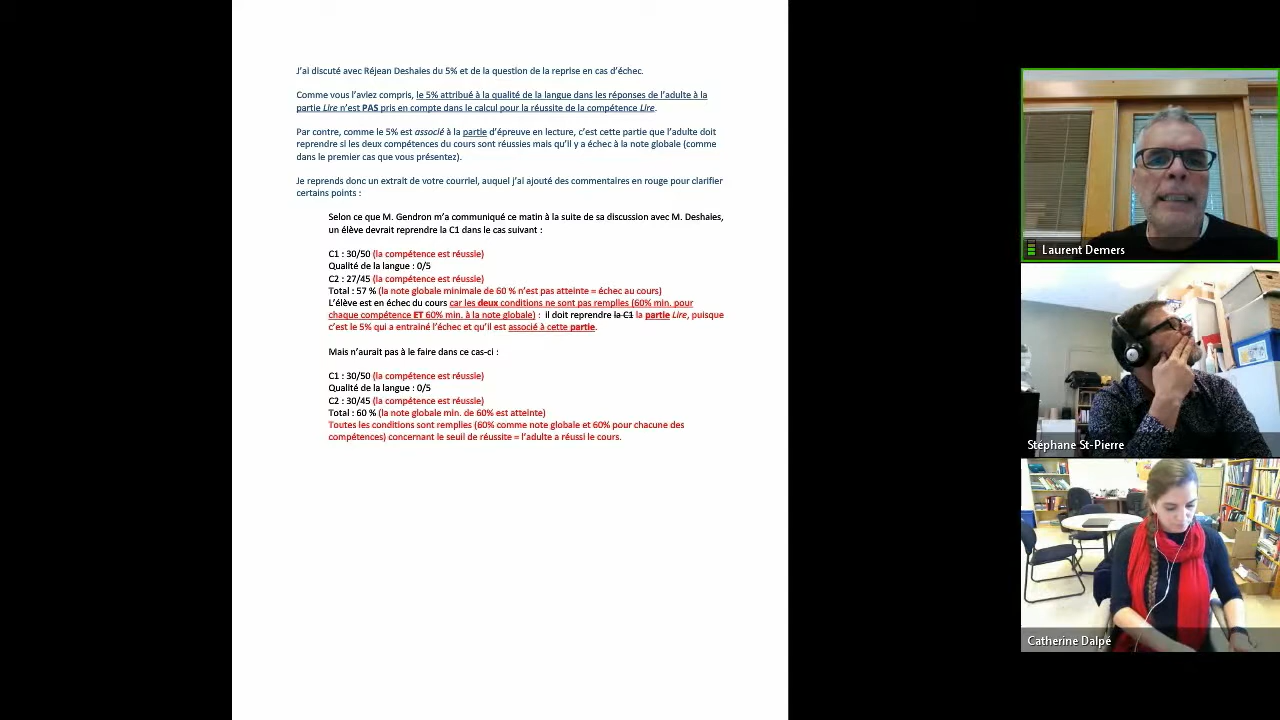 J'ai discuté avec Réjean Deshaies du 5% et de la question de la reprise en cas d'échec.
Comme vous l'aviez compris, le 5% attribué à la qualité de la langue dans les réponses de l'adulte à la
partie Lire n'est PAS pris en compte dans le calcul pour la réussite de la compétence Lire.
Par contre, comme le 5% est associé à la partie d'épreuve en lecture, c'est cette partie que l'adulte doit
reprendre si les deux compétences du cours sont réussies mais qu'il y a échec à la note globale (comme
dans le premier cas que vous présentez).
Je reprends donc un extrait de votre courriel, auquel j'ai ajouté des commentaires en rouge pour clarifier
certains points :
Selon ce que M. Gendron m'a communiqué ce matin à la suite de sa discussion avec M. Deshaies,
un élève devrait reprendre la C1 dans le cas suivant :
C1 : 30/50 (la compétence est réussie)
Qualité de la langue : 0/5
C2 : 27/45 (la compétence est réussie)
Total : 57 % (la note globale minimale de 60 % n'est pas atteinte = échec au cours)
L'élève est en échec du cours car les deux conditions ne sont pas remplies (60% min. pour
chaque compétence ET 60% min. à la note globale) : il doit reprendre la C1 la partie Lire, puisque
c'est le 5% qui a entrainé l'échec et qu'il est associé à cette partie.
Mais n'aurait pas à le faire dans ce cas-ci :
C1 : 30/50 (la compétence est réussie)
Qualité de la langue : 0/5
C2 : 30/45 (la compétence est réussie)
Total : 60 % (la note globale min. de 60% est atteinte)
Toutes les conditions sont remplies (60% comme note globale et 60% pour chacune des
compétences) concernant le seuil de réussite = l'adulte a réussi le cours.
Laurent Demers
Stéphane St-Pierre
Catherine Dalpé